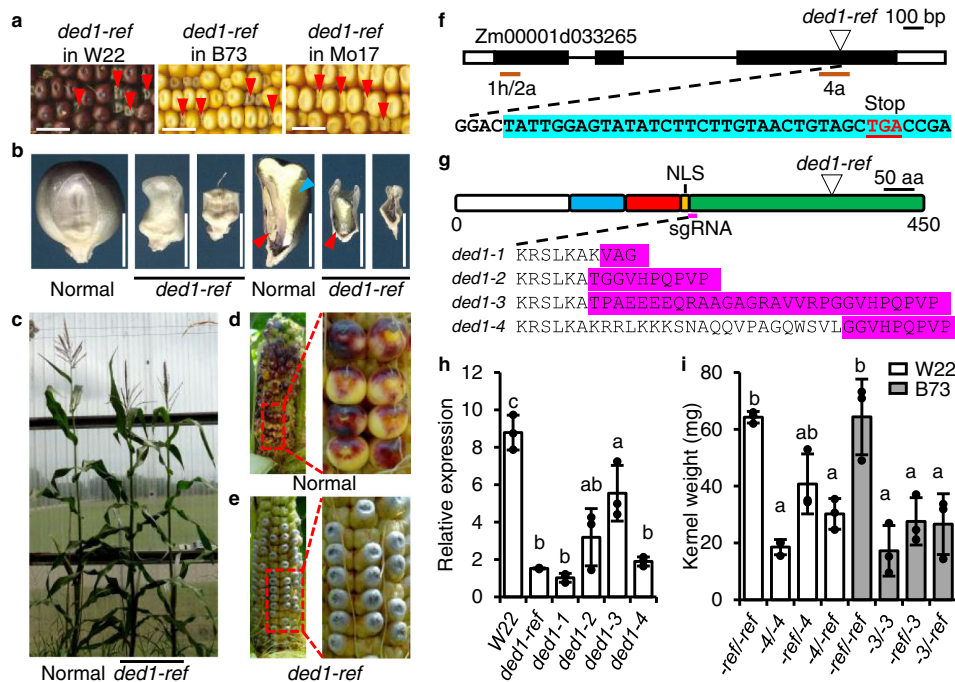 a
ded1-ref
in W22
ded1-ref
in B73
ded1-ref
in Mo17
b
Normal
ded1-ref
Normal
ded1-ref
c
Normal ded1-ref
d
Normal
e
ded1-ref
f
ded1-ref
100 bp
Zm00001d033265
1h/2a
4a
Stop
GGACTATTGGAGTATATCTTCTTGTAACTGTAGCTGACCGA
g
ded1-ref
NLS
50 aa
0
450
sgRNA
ded1-1 KRSLKAKVAG
ded1-2 KRSLKATGGVHPQPVP
ded1-3 KRSLKATPAEEEEQRAAGAGRAVVRPGGVHPQPVP
ded1-4 KRSLKAKRRLKKKSNAQQVPAGQWSVLGGVHPQPVP
h
Relative expression
12
10
8
6
4
2
0
c
b
b
ab
a
b
W22
ded1-ref
ded1-1
ded1-2
ded1-3
ded1-4
i
W22
B73
Kernel weight (mg)
80
60
40
20
0
b
a
ab
a
b
a
a
a
-ref/-ref
-4/-4
-ref/-4
-4/-ref
-ref/-ref
-3/-3
-ref/-3
-3/-ref